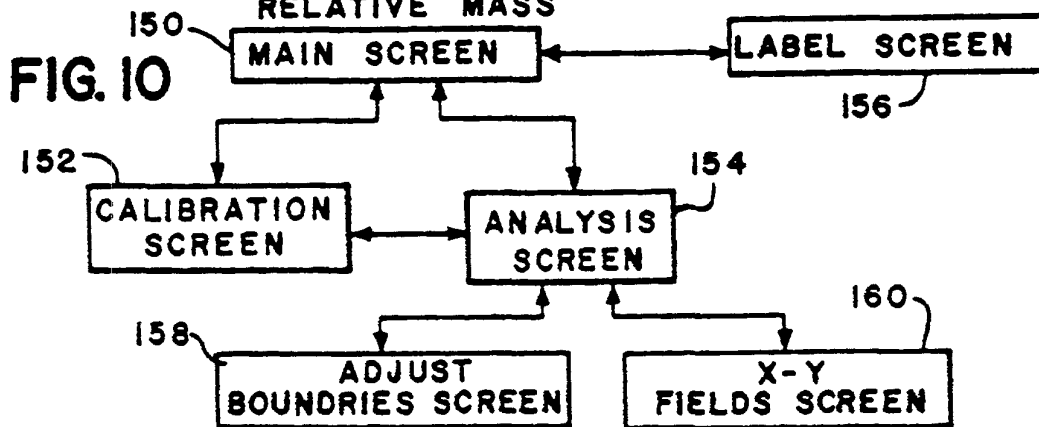 RELATIVE MASS
150
MAIN SCREEN
LABEL SCREEN
FIG. 10
156
152
154
CALIBRATION
SCREEN
ANALYSIS
SCREEN
160
158
ADJUST
BOUNDRIES SCREEN
X-Y
FIELDS SCREEN